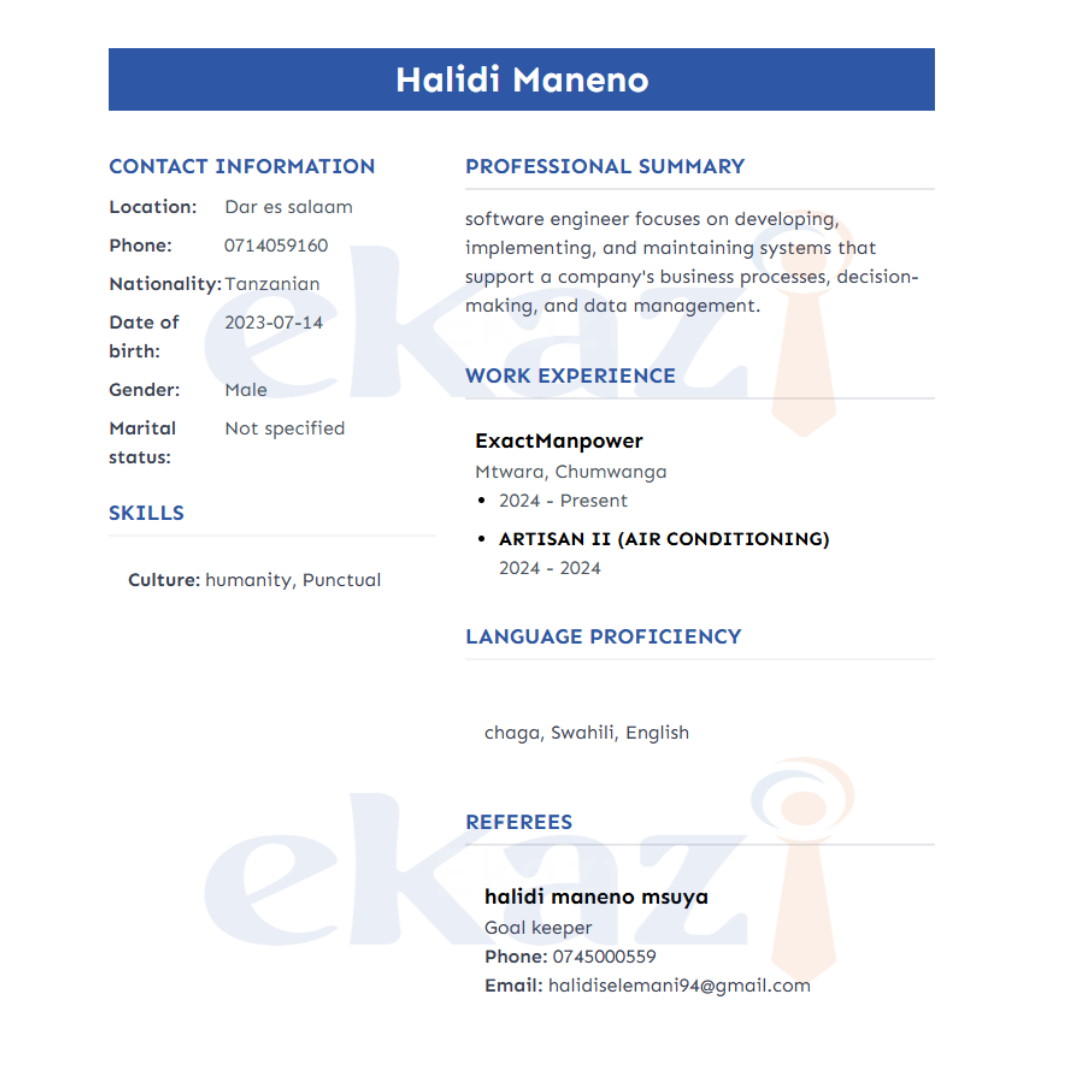 Halidi Maneno
CONTACT INFORMATION
Location: Dar es salaam
Phone: 0714059160
Nationality: Tanzanian
Date of 2023-07-14
birth:
Gender: Male
Marital Not specified
status:
SKILLS
Culture: humanity, Punctual
PROFESSIONAL SUMMARY
software engineer focuses on developing,
implementing, and maintaining systems that
support a company's business processes, decision-
making, and data management.
WORK EXPERIENCE
ExactManpower
Mtwara, Chumwanga
• 2024 - Present
• ARTISAN II (AIR CONDITIONING)
2024 - 2024
LANGUAGE PROFICIENCY
chaga, Swahili, English
REFEREES
halidi maneno msuya
Goal keeper
Phone: 0745000559
Email: halidiselemani94@gmail.com
ekazi
ekazi